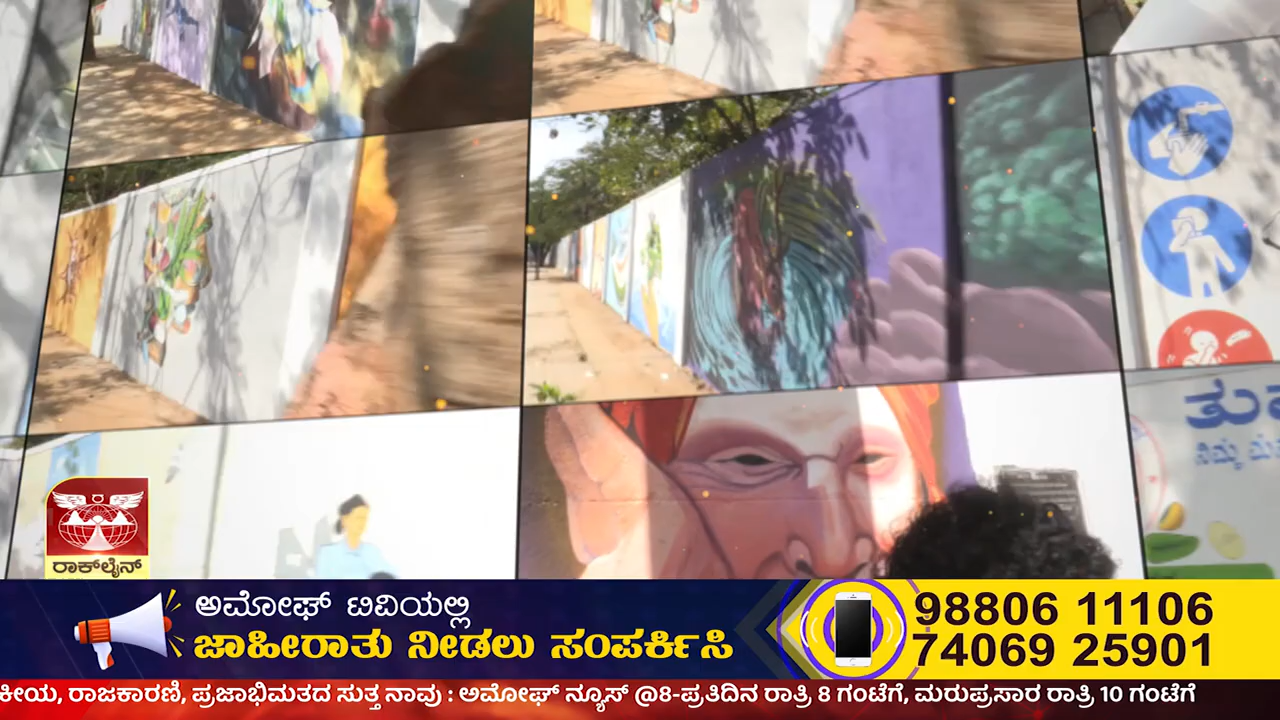 ತು
ನಿಮ್ಮ
ರಾಕ್‌ಲೈನ್
ಅಮೋಘ್ ಟಿವಿಯಲ್ಲಿ
ಜಾಹೀರಾತು ನೀಡಲು ಸಂಪರ್ಕಿಸಿ
98806 11106
74069 25901
ಕೀಯ, ರಾಜಕಾರಣಿ, ಪ್ರಜಾಭಿಮತದ ಸುತ್ತ ನಾವು : ಅಮೋಘ್ ನ್ಯೂಸ್ @8-ಪ್ರತಿದಿನ ರಾತ್ರಿ 8 ಗಂಟೆಗೆ, ಮರುಪ್ರಸಾರ ರಾತ್ರಿ 10 ಗಂಟೆಗೆ